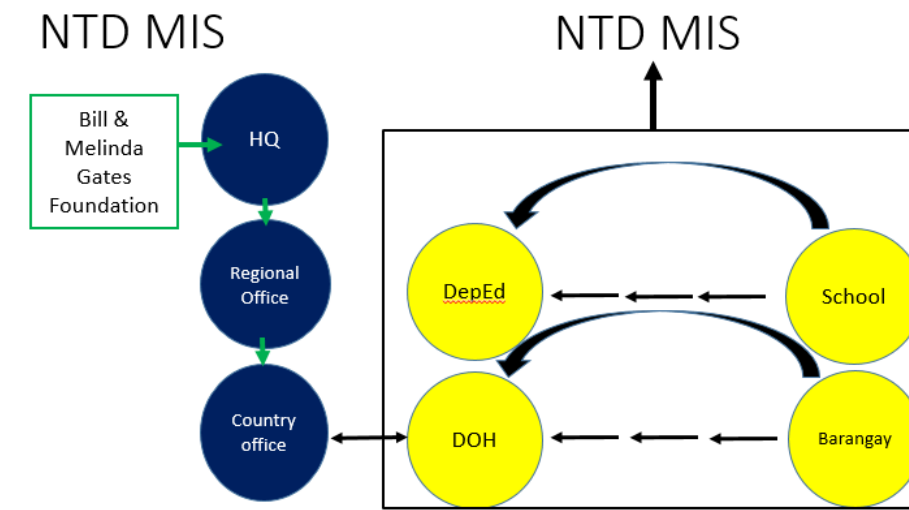 NTD MIS
NTD MIS
Bill &
Melinda
Gates
Foundation
HQ
Regional
Office
DepEd
School
Country
office
DOH
Barangay